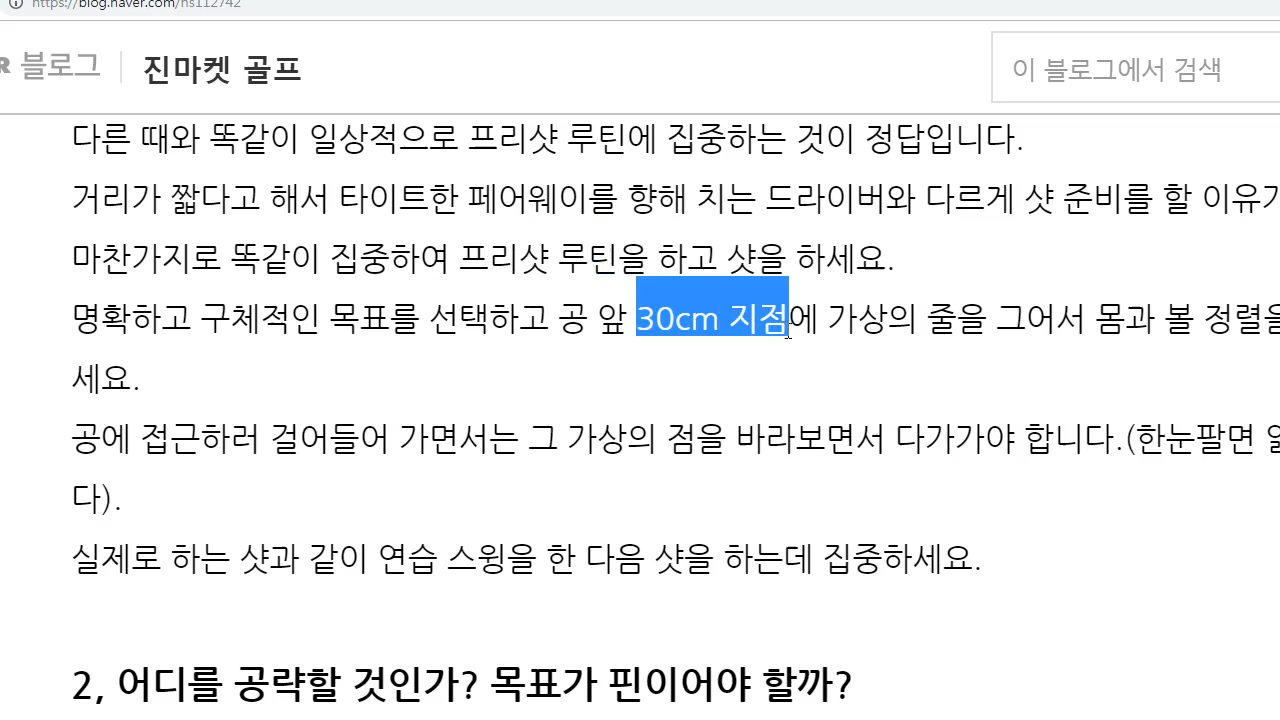 https://blog.naver.com/hs112742
R 블로그 진마켓 골프 이 블로그에서 검색
다른 때와 똑같이 일상적으로 프리샷 루틴에 집중하는 것이 정답입니다.
거리가 짧다고 해서 타이트한 페어웨이를 향해 치는 드라이버와 다르게 샷 준비를 할 이유가
마찬가지로 똑같이 집중하여 프리샷 루틴을 하고 샷을 하세요.
명확하고 구체적인 목표를 선택하고 공 앞 30cm 지점에 가상의 줄을 그어서 몸과 볼 정렬을
세요.
공에 접근하러 걸어들어 가면서는 그 가상의 점을 바라보면서 다가가야 합니다.(한눈팔면
다).
실제로 하는 샷과 같이 연습 스윙을 한 다음 샷을 하는데 집중하세요.
2, 어디를 공략할 것인가? 목표가 핀이어야 할까?